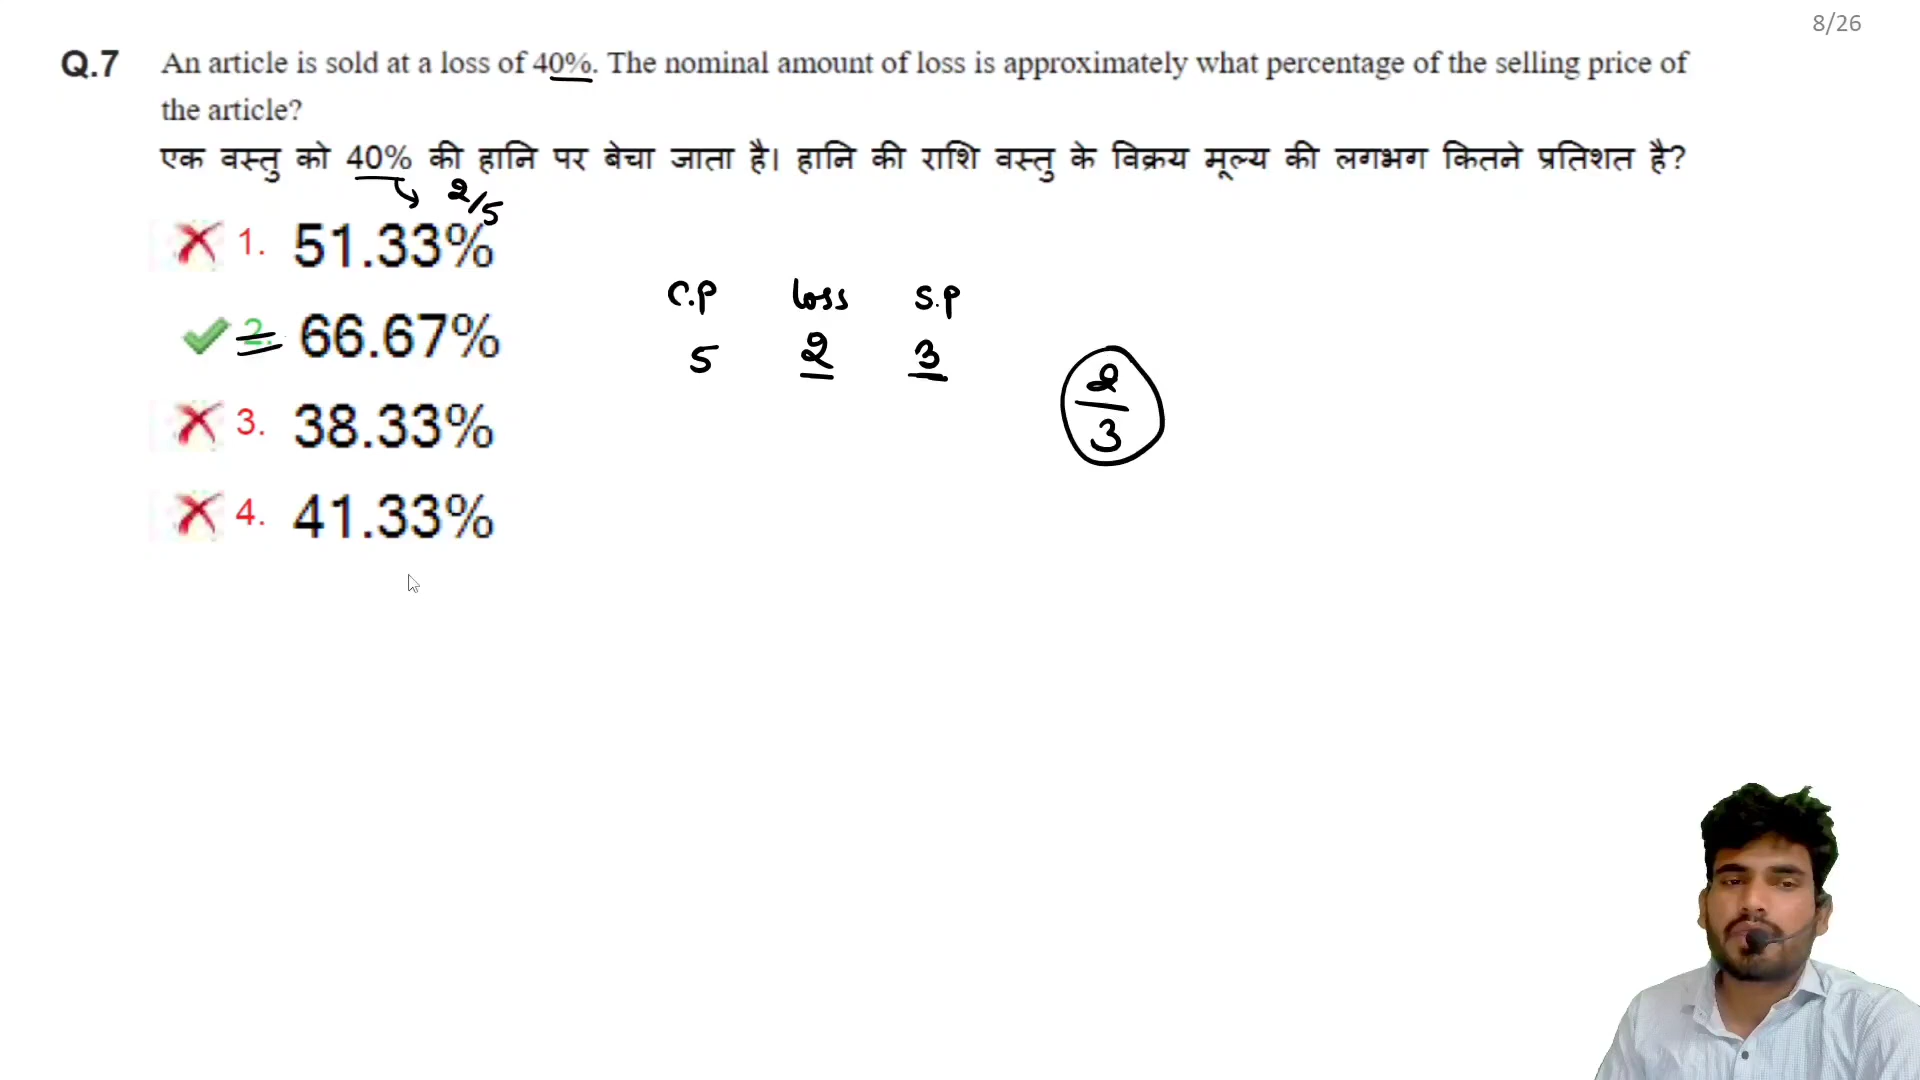 8/26
Q.7 An article is sold at a loss of 40%. The nominal amount of loss is approximately what percentage of the selling price of
the article?
एक वस्तु को 40% की हानि पर बेचा जाता है। हानि की राशि वस्तु के विक्रय मूल्य की लगभग कितने प्रतिशत है?
2/5
1. 51.33%
2. 66.67%
3. 38.33%
4. 41.33%
C.P loss S.P
5 2 3
2
3